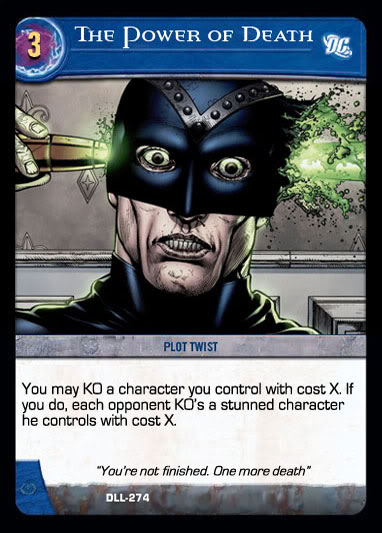 3
The Power of Death
DC
PLOT TWIST
You may KO a character you control with cost X. If
you do, each opponent KO's a stunned character
he controls with cost X.
"You're not finished. One more death"
DLL-274